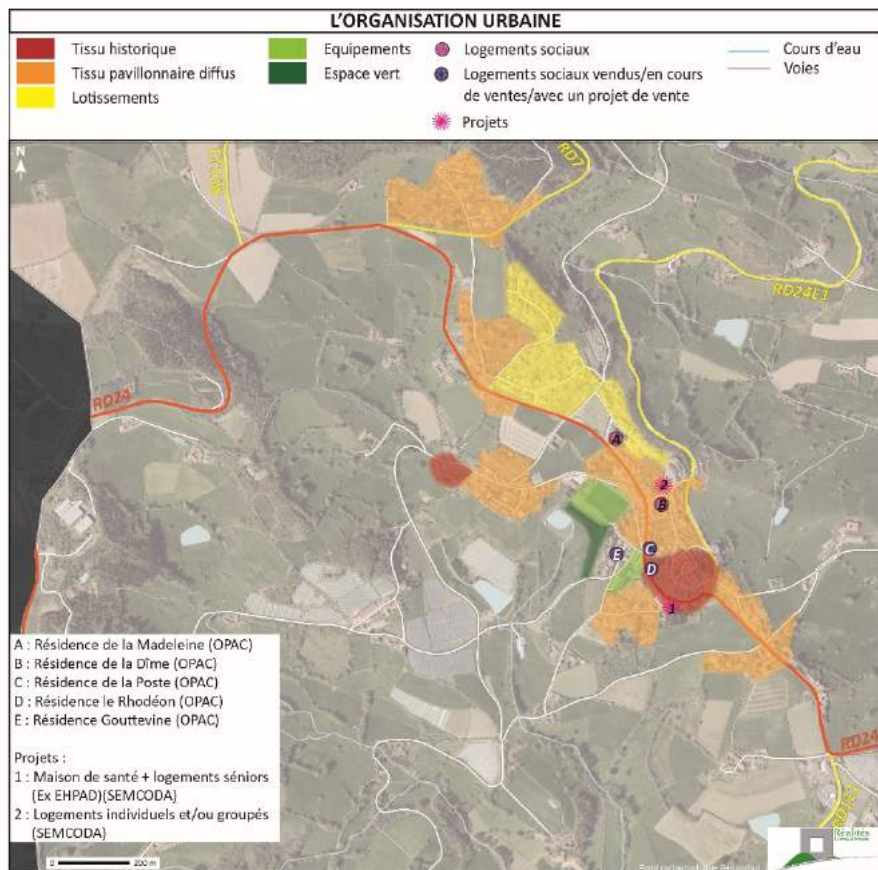 L'ORGANISATION URBAINE
Tissu historique
Tissu pavillonnaire diffus
Lotissements
Equipements
Espace vert
Logements sociaux
Logements sociaux vendus/en cours
de ventes/avec un projet de vente
Projets
Cours d'eau
Voies
N
RD7
RD24E1
RD24
A
2
B
C
E
D
1
RD24
A : Résidence de la Madeleine (OPAC)
B : Résidence de la Dîme (OPAC)
C : Résidence de la Poste (OPAC)
D : Résidence le Rhodéon (OPAC)
E : Résidence Gouttevine (OPAC)
Projets :
1 : Maison de santé + logements séniors
(Ex EHPAD)(SEMCODA)
2 : Logements individuels et/ou groupés
(SEMCODA)
0
200 m
Réalités